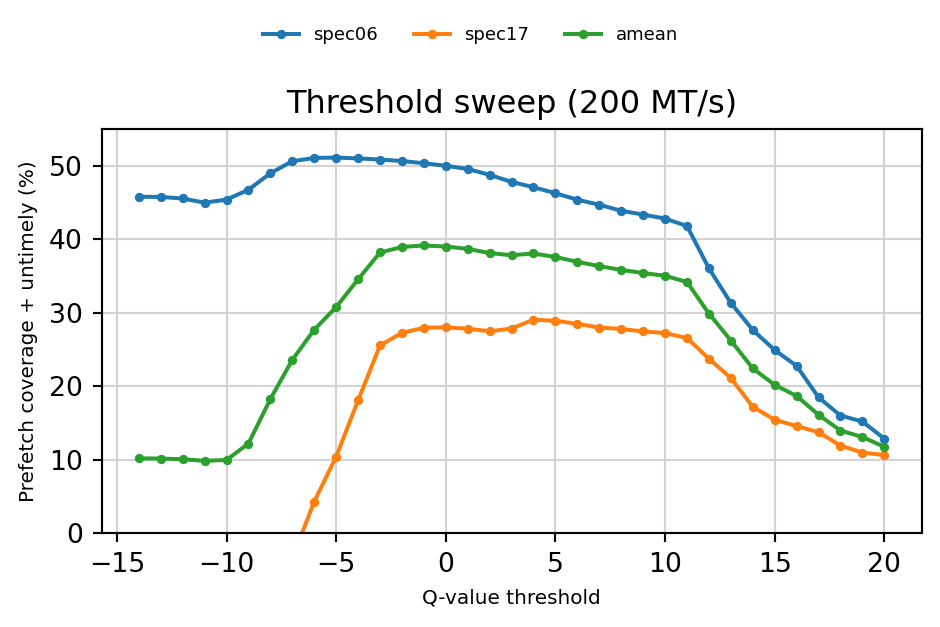 spec06 spec17 amean
Threshold sweep (200 MT/s)
Prefetch coverage + untimely (%)
50
40
30
20
10
0
−15 −10 −5 0 5 10 15 20
Q-value threshold